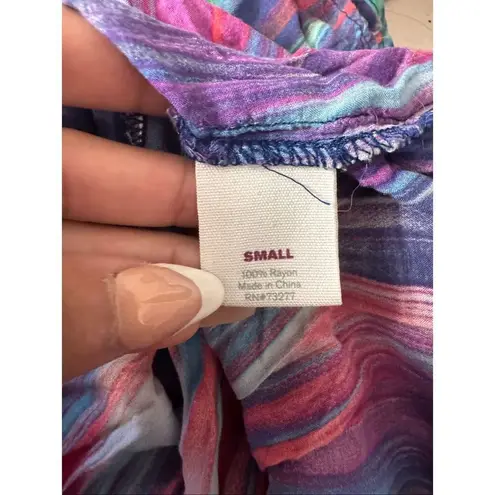 SMALL
100% Rayon
Made in China
RN#73277